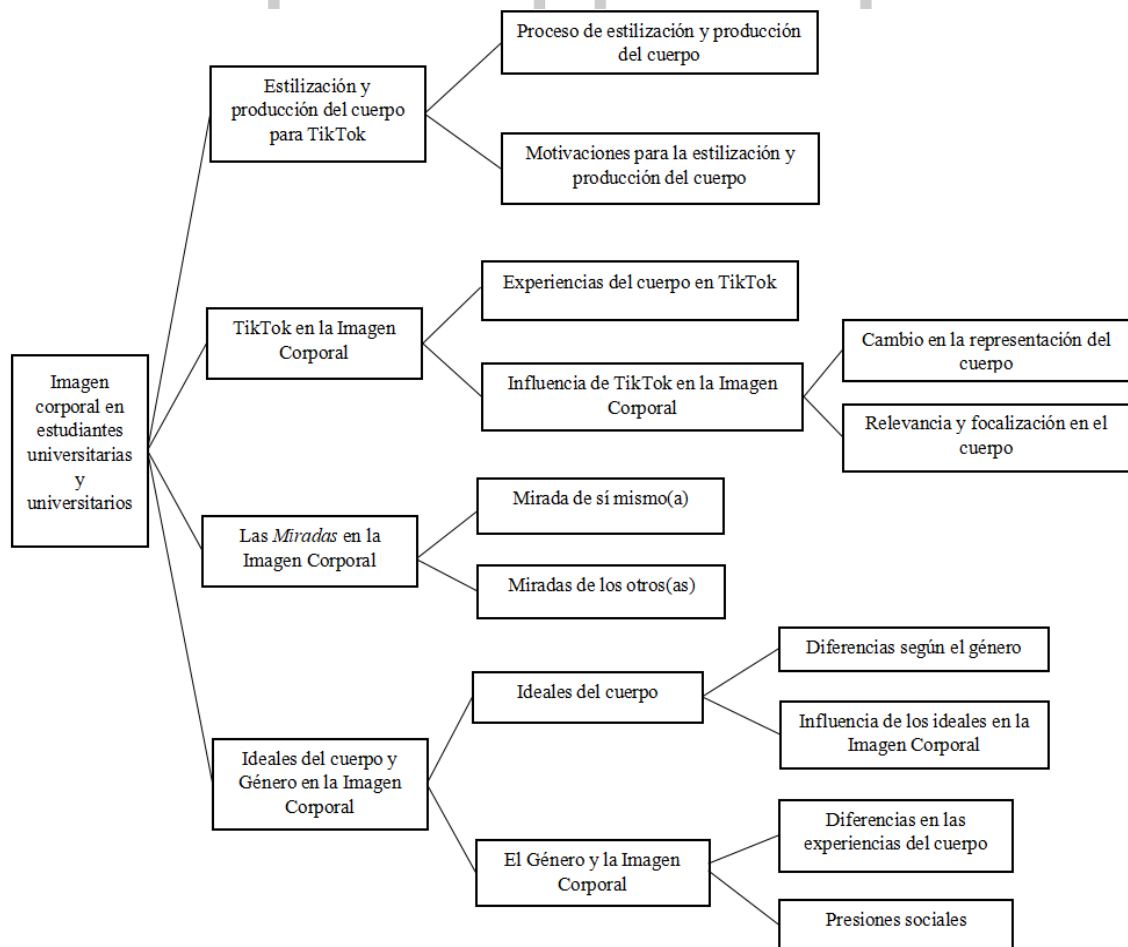 Proceso de estilización y producción
del cuerpo
Estilización y
producción del cuerpo
para TikTok
Motivaciones para la estilización y
producción del cuerpo
Experiencias del cuerpo en TikTok
TikTok en la Imagen
Corporal
Cambio en la representación del
cuerpo
Influencia de TikTok en la Imagen
Corporal
Relevancia y focalización en el
cuerpo
Imagen
corporal en
estudiantes
universitarias
y
universitarios
Mirada de sí mismo(a)
Las Miradas en la
Imagen Corporal
Miradas de los otros(as)
Diferencias según el género
Ideales del cuerpo
Influencia de los ideales en la
Imagen Corporal
Ideales del cuerpo y
Género en la Imagen
Corporal
Diferencias en las
experiencias del cuerpo
El Género y la Imagen
Corporal
Presiones sociales